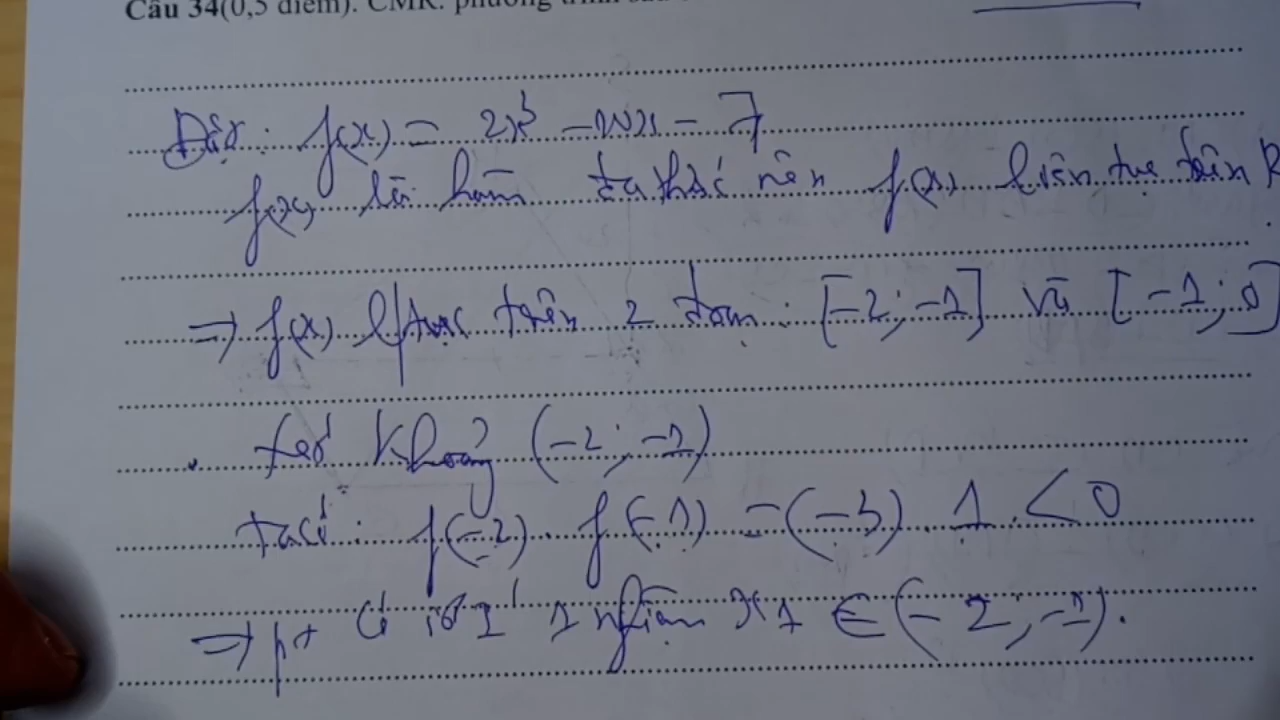 Câu 34(0,5 điểm). CMR: phương trình sau
Đặt: f(x) = 2x³ - 10x - 7
f(x) là hàm đa thức nên f(x) liên tục trên R
⇒ f(x) l/tục trên 2 đoạn: [-2; -1] và [-1; 0]
. Xét khoảng (-2; -1)
ta có: f(-2). f(-1) = (-3). 1 < 0
⇒ pt có ít 1 nghiệm x1 ∈ (-2; -1).